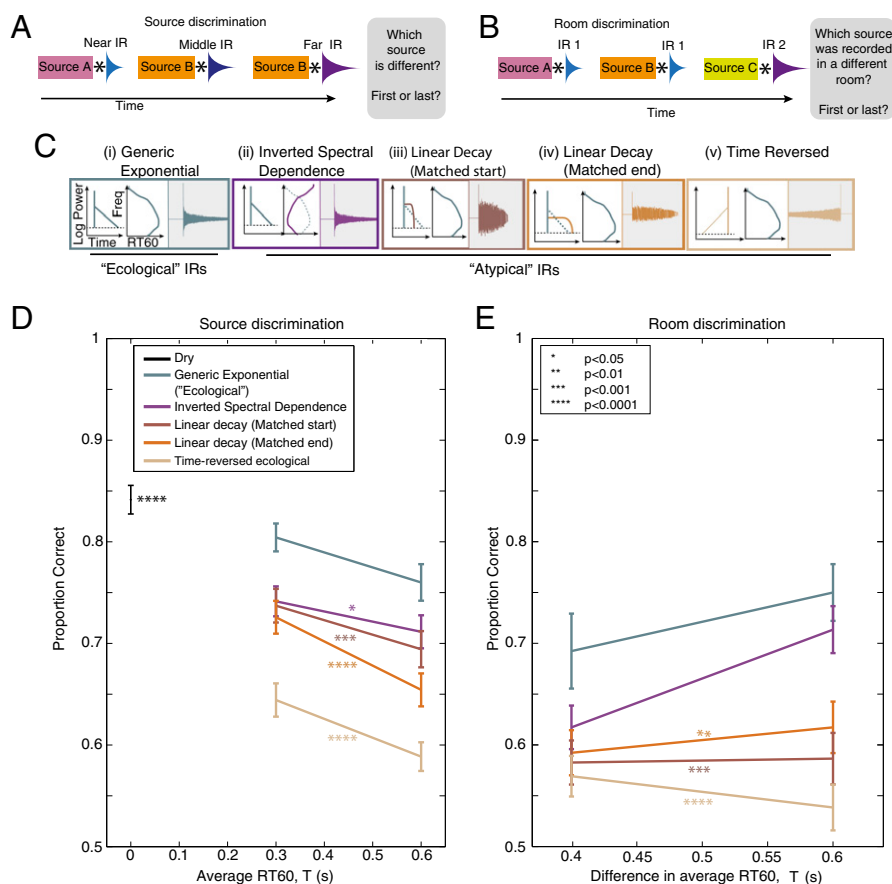 A
Source discrimination
Near IR
Middle IR
Far IR
Source A * Source B * Source B *
Time
Which
source
is different?
First or last?
B
Room discrimination
IR 1
IR 1
IR 2
Source A * Source B * Source C *
Time
Which source
was recorded
in a different
room?
First or last?
C
(i) Generic
Exponential
(ii) Inverted Spectral
Dependence
(iii) Linear Decay
(Matched start)
(iv) Linear Decay
(Matched end)
(v) Time Reversed
Log Power
Time
Freq
RT60
"Ecological" IRs
"Atypical" IRs
D
Source discrimination
Dry
Generic Exponential
("Ecological")
Inverted Spectral Dependence
Linear decay (Matched start)
Linear decay (Matched end)
Time-reversed ecological
****
*
***
****
****
Proportion Correct
1
0.9
0.8
0.7
0.6
0.5
0 0.1 0.2 0.3 0.4 0.5 0.6
Average RT60, T (s)
E
Room discrimination
* p<0.05
** p<0.01
*** p<0.001
**** p<0.0001
**
***
****
Proportion Correct
1
0.9
0.8
0.7
0.6
0.5
0.4 0.45 0.5 0.55 0.6
Difference in average RT60, T (s)